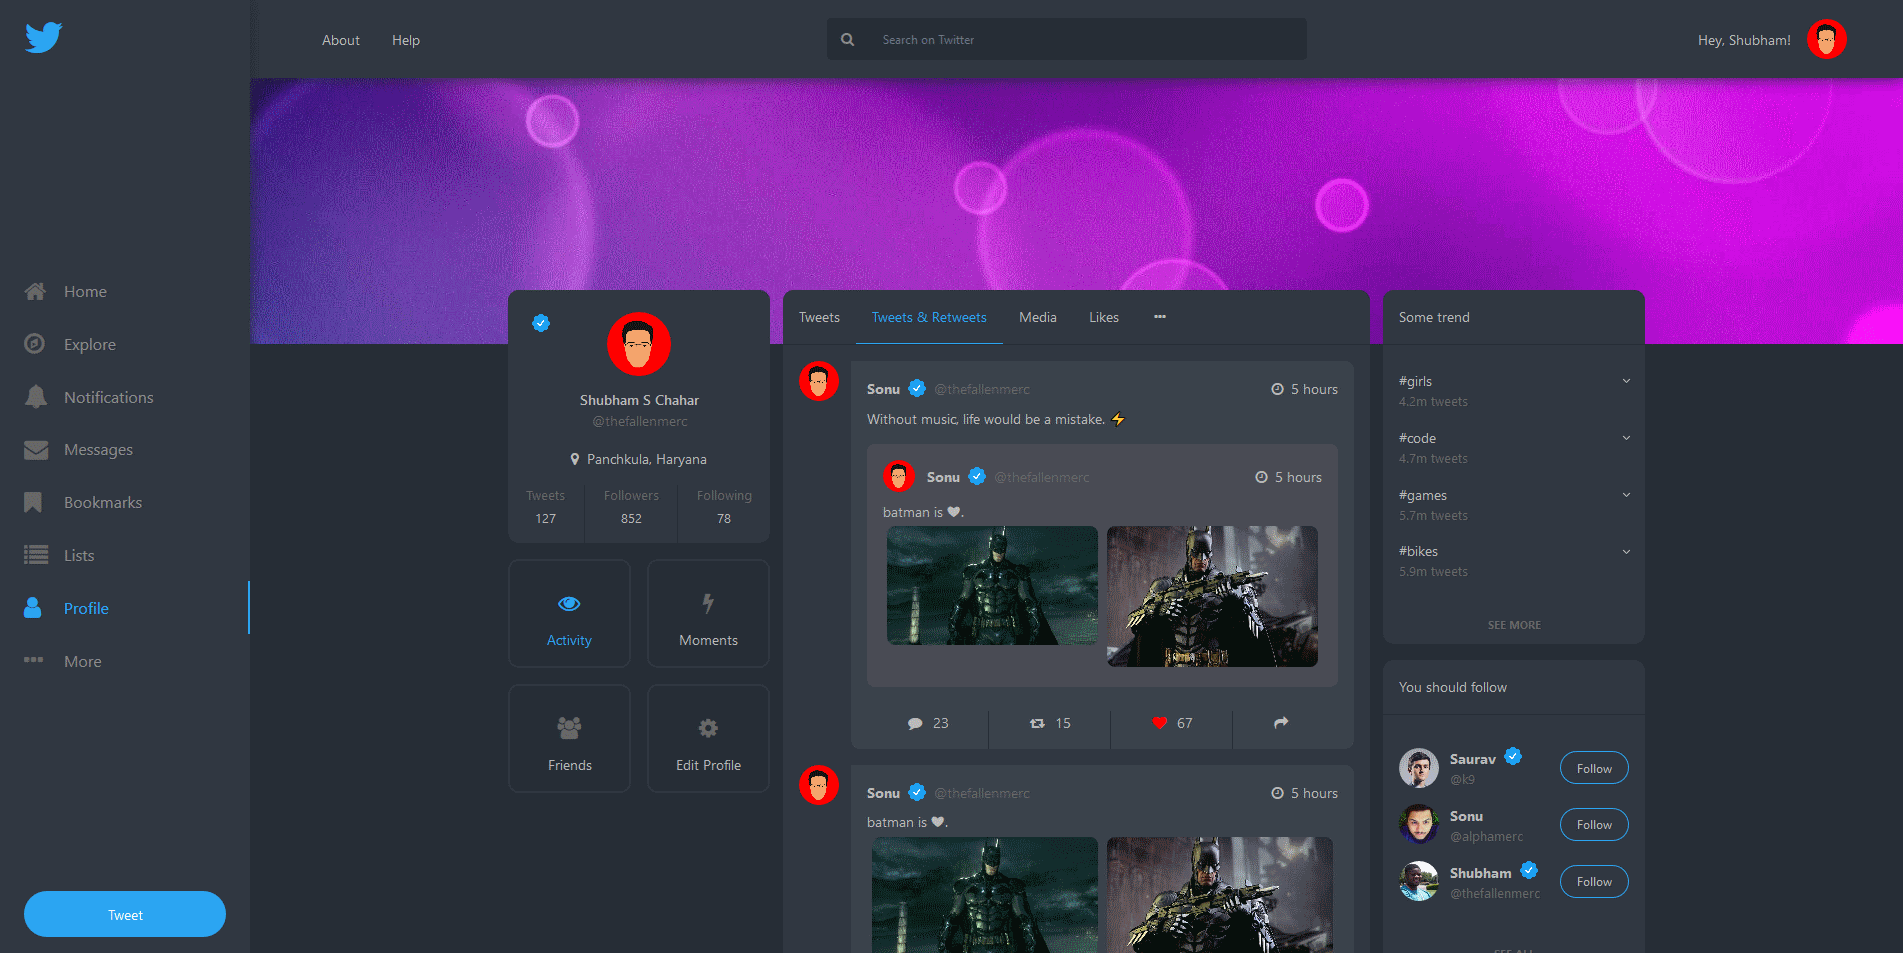 About Help
Search on Twitter
Hey, Shubham!
Home
Explore
Notifications
Messages
Bookmarks
Lists
Profile
More
Tweet
Shubham S Chahar
@thefallenmerc
Panchkula, Haryana
Tweets Followers Following
127 852 78
Activity
Moments
Friends
Edit Profile
Tweets Tweets & Retweets Media Likes
Sonu @thefallenmerc 5 hours
Without music, life would be a mistake. ⚡
Sonu @thefallenmerc 5 hours
batman is ♥.
23 15 67
Sonu @thefallenmerc 5 hours
batman is ♥.
Some trend
#girls
4.2m tweets
#code
4.7m tweets
#games
5.7m tweets
#bikes
5.9m tweets
SEE MORE
You should follow
Saurav
@k9
Follow
Sonu
@alphamerc
Follow
Shubham
@thefallenmerc
Follow